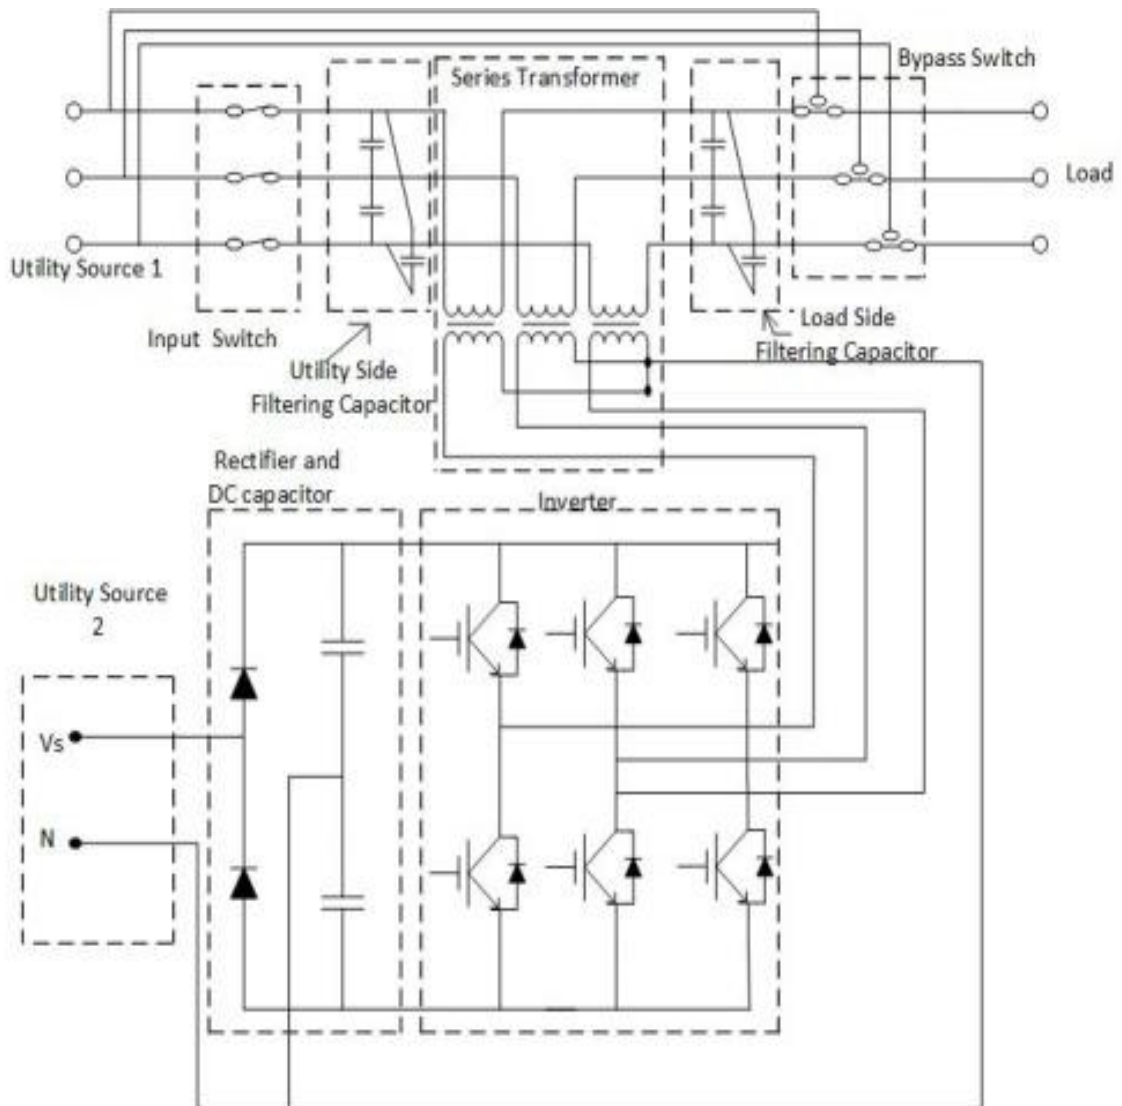 Bypass Switch
Series Transformer
Load
Utility Source 1
Input  Switch
Load Side
Filtering Capacitor
Utility Side
Filtering Capacitor
Rectifier and
DC capacitor
Inverter
Utility Source
2
Vs
N